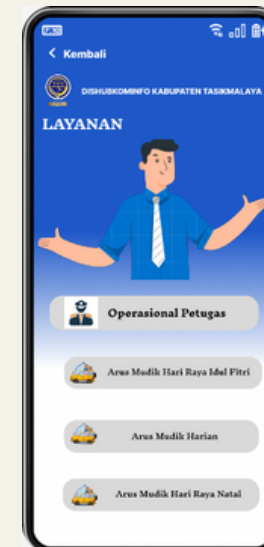 Kembali
DISHUBKOMINFO KABUPATEN TASIKMALAYA
LAYANAN
Operasional Petugas
Arus Mudik Hari Raya Idul Fitri
Arus Mudik Harian
Arus Mudik Hari Raya Natal